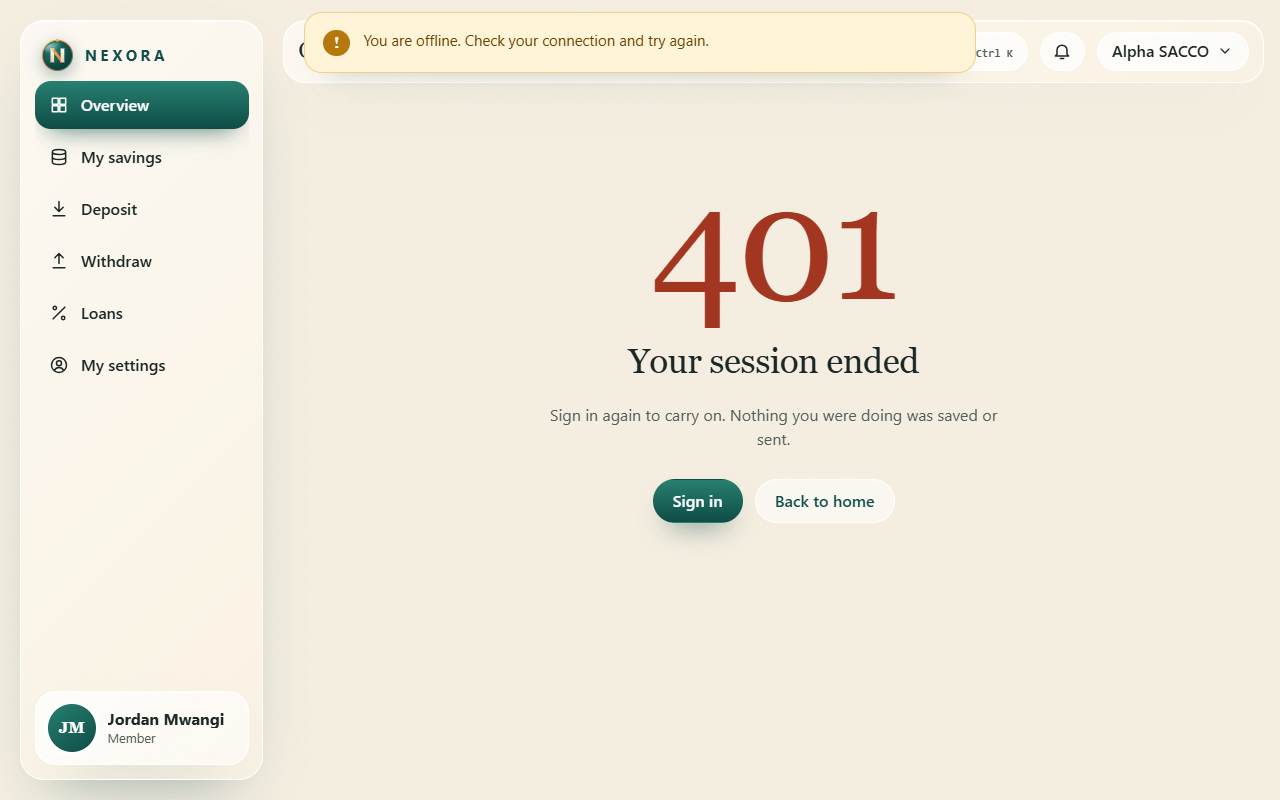 NEXORA
You are offline. Check your connection and try again.
Ctrl K
Alpha SACCO
Overview
My savings
Deposit
Withdraw
Loans
My settings
401
Your session ended
Sign in again to carry on. Nothing you were doing was saved or
sent.
Sign in
Back to home
JM
Jordan Mwangi
Member